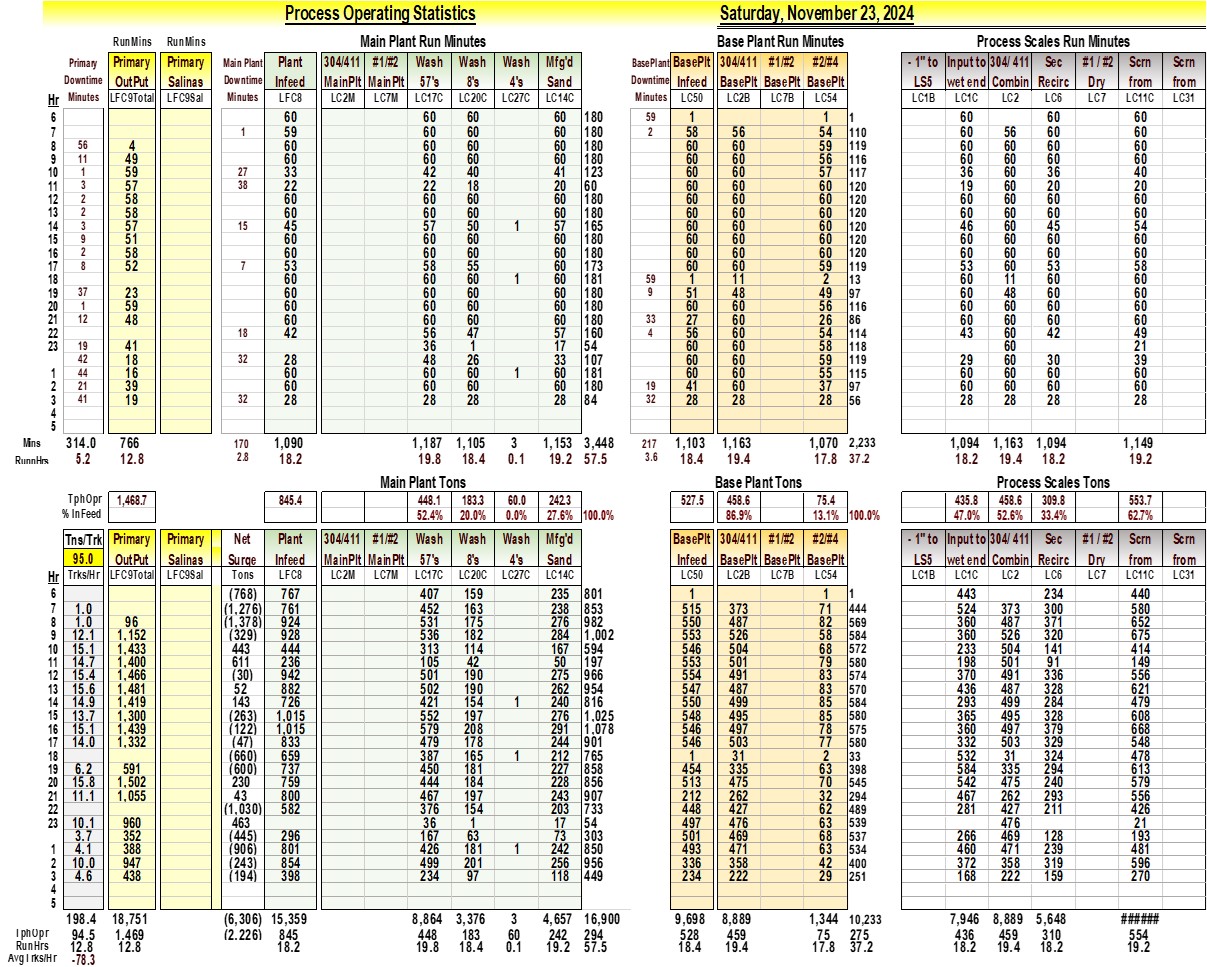 Process Operating Statistics Saturday, November 23, 2024
RunMins RunMins Main Plant Run Minutes Base Plant Run Minutes Process Scales Run Minutes
Primary Primary Primary Main Plant Plant 304/411 #1/#2 Wash Wash Wash Mfg'd BasePlant BasePlt 304/411 #1/#2 #2/#4 - 1" to Input to 304/ 411 Sec #1 / #2 Scrn Scrn
Downtime OutPut Salinas Downtime Infeed MainPlt MainPlt 57's 8's 4's Sand Downtime Infeed BasePlt BasePlt BasePlt LS5 wet end Combin Recirc Dry from from
Hr Minutes LFC9Total LFC9Sal Minutes LFC8 LC2M LC7M LC17C LC20C LC27C LC14C Minutes LC50 LC2B LC7B LC54 LC1B LC1C LC2 LC6 LC7 LC11C LC31
6 60 60 60 60 180 59 1 1 1 60 60 60
7 1 59 60 60 60 180 2 58 56 54 110 60 56 60 60
8 56 4 60 60 60 60 180 60 60 59 119 60 60 60 60
9 11 49 60 60 60 60 180 60 60 56 116 60 60 60 60
10 1 59 27 33 42 40 41 123 60 60 57 117 36 60 36 40
11 3 57 38 22 22 18 20 60 60 60 60 120 19 60 20 20
12 2 58 60 60 60 60 180 60 60 60 120 60 60 60 60
13 2 58 60 60 60 60 180 60 60 60 120 60 60 60 60
14 3 57 15 45 57 50 1 57 165 60 60 60 120 46 60 45 54
15 9 51 60 60 60 60 180 60 60 60 120 60 60 60 60
16 2 58 60 60 60 60 180 60 60 60 120 60 60 60 60
17 8 52 7 53 58 55 60 173 60 60 59 119 53 60 53 58
18 60 60 60 1 60 181 59 1 11 2 13 60 11 60 60
19 37 23 60 60 60 60 180 9 51 48 49 97 60 48 60 60
20 1 59 60 60 60 60 180 60 60 56 116 60 60 60 60
21 12 48 60 60 60 60 180 33 27 60 26 86 60 60 60 60
22 18 42 56 47 57 160 4 56 60 54 114 43 60 42 49
23 19 41 36 1 17 54 60 60 58 118 60 21
42 18 32 28 48 26 33 107 60 60 59 119 29 60 30 39
1 44 16 60 60 60 1 60 181 60 60 55 115 60 60 60 60
2 21 39 60 60 60 60 180 19 41 60 37 97 60 60 60 60
3 41 19 32 28 28 28 28 84 32 28 28 28 56 28 28 28 28
4
5
Mins 314.0 766 170 1,090 1,187 1,105 3 1,153 3,448 217 1,103 1,163 1,070 2,233 1,094 1,163 1,094 1,149
RunnHrs 5.2 12.8 2.8 18.2 19.8 18.4 0.1 19.2 57.5 3.6 18.4 19.4 17.8 37.2 18.2 19.4 18.2 19.2
Main Plant Tons Base Plant Tons Process Scales Tons
TphOpr 1,468.7 845.4 448.1 183.3 60.0 242.3 527.5 458.6 75.4 435.8 458.6 309.8 553.7
% InFeed 52.4% 20.0% 0.0% 27.6% 100.0% 86.9% 13.1% 100.0% 47.0% 52.6% 33.4% 62.7%
Tns/Trk Primary Primary Net Plant 304/411 #1/#2 Wash Wash Wash Mfg'd BasePlt 304/411 #1/#2 #2/#4 - 1" to Input to 304/ 411 Sec #1 / #2 Scrn Scrn
95.0 OutPut Salinas Surge Infeed MainPlt MainPlt 57's 8's 4's Sand Infeed BasePlt BasePlt BasePlt LS5 wet end Combin Recirc Dry from from
Hr Trks/Hr LFC9Total LFC9Sal Tons LFC8 LC2M LC7M LC17C LC20C LC27C LC14C LC50 LC2B LC7B LC54 LC1B LC1C LC2 LC6 LC7 LC11C LC31
6 (768) 767 407 159 235 801 1 1 1 443 234 440
7 1.0 (1,276) 761 452 163 238 853 515 373 71 444 524 373 300 580
8 1.0 96 (1,378) 924 531 175 276 982 550 487 82 569 360 487 371 652
9 12.1 1,152 (329) 928 536 182 284 1,002 553 526 58 584 360 526 320 675
10 15.1 1,433 443 444 313 114 167 594 546 504 68 572 233 504 141 414
11 14.7 1,400 611 236 105 42 50 197 553 501 79 580 198 501 91 149
12 15.4 1,466 (30) 942 501 190 275 966 554 491 83 574 370 491 336 556
13 15.6 1,481 52 882 502 190 262 954 547 487 83 570 436 487 328 621
14 14.9 1,419 143 726 421 154 1 240 816 550 499 85 584 293 499 284 479
15 13.7 1,300 (263) 1,015 552 197 276 1,025 548 495 85 580 365 495 328 608
16 15.1 1,439 (122) 1,015 579 208 291 1,078 546 497 78 575 360 497 379 668
17 14.0 1,332 (47) 833 479 178 244 901 546 503 77 580 332 503 329 548
18 (660) 659 387 165 1 212 765 1 31 2 33 532 31 324 478
19 6.2 591 (600) 737 450 181 227 858 454 335 63 398 584 335 294 613
20 15.8 1,502 230 759 444 184 228 856 513 475 70 545 542 475 240 579
21 11.1 1,055 43 800 467 197 243 907 212 262 32 294 467 262 293 556
22 (1,030) 582 376 154 203 733 448 427 62 489 281 427 211 426
23 10.1 960 463 36 1 17 54 497 476 63 539 476 21
3.7 352 (445) 296 167 63 73 303 501 469 68 537 266 469 128 193
1 4.1 388 (906) 801 426 181 1 242 850 493 471 63 534 460 471 239 481
2 10.0 947 (243) 854 499 201 256 956 336 358 42 400 372 358 319 596
3 4.6 438 (194) 398 234 97 118 449 234 222 29 251 168 222 159 270
4
5
198.4 18,751 (6,306) 15,359 8,864 3,376 3 4,657 16,900 9,698 8,889 1,344 10,233 7,946 8,889 5,648 ######
TphOpr 94.5 1,469 (2,226) 845 448 183 60 242 294 528 459 75 275 436 459 310 554
RunHrs 12.8 12.8 18.2 19.8 18.4 0.1 19.2 57.5 18.4 19.4 17.8 37.2 18.2 19.4 18.2 19.2
AvgTrks/Hr -78.3